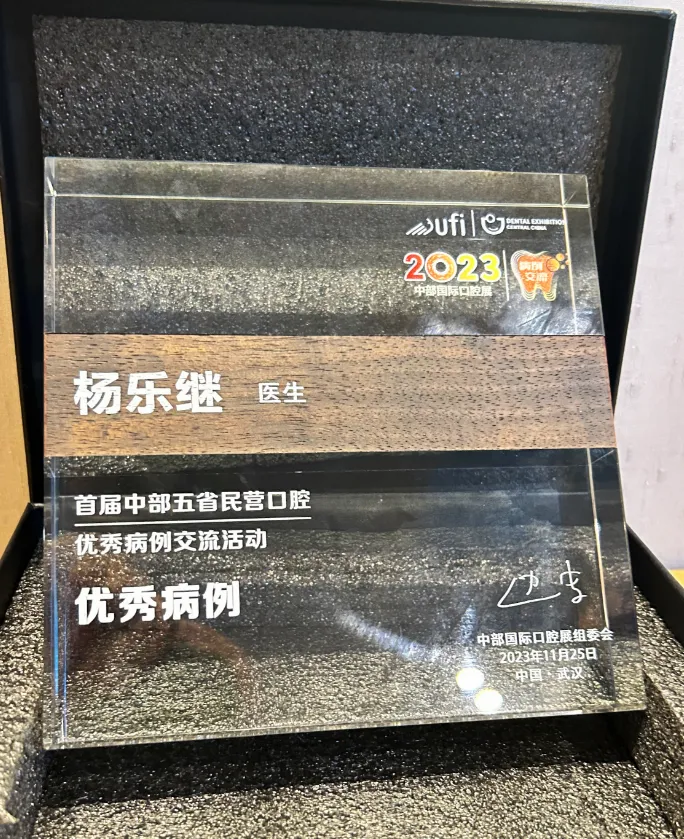 ufi DENTAL EXHIBITION
CENTRAL CHINA
2023
中部国际口腔展
病例
交流
杨乐继 医生
首届中部五省民营口腔
优秀病例交流活动
优秀病例
中部国际口腔展组委会
2023年11月25日
中国·武汉